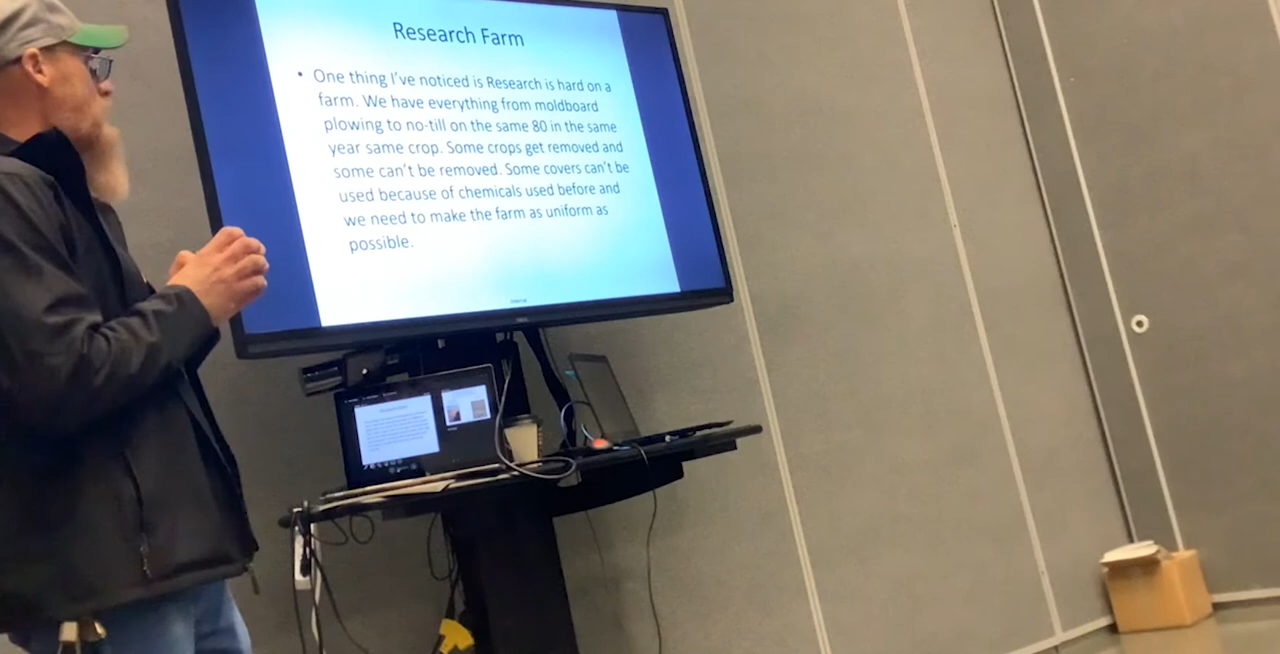 Research Farm
• One thing I've noticed is Research is hard on a
farm. We have everything from moldboard
plowing to no-till on the same 80 in the same
year same crop. Some crops get removed and
some can't be removed. Some covers can't be
used because of chemicals used before and
we need to make the farm as uniform as
possible.